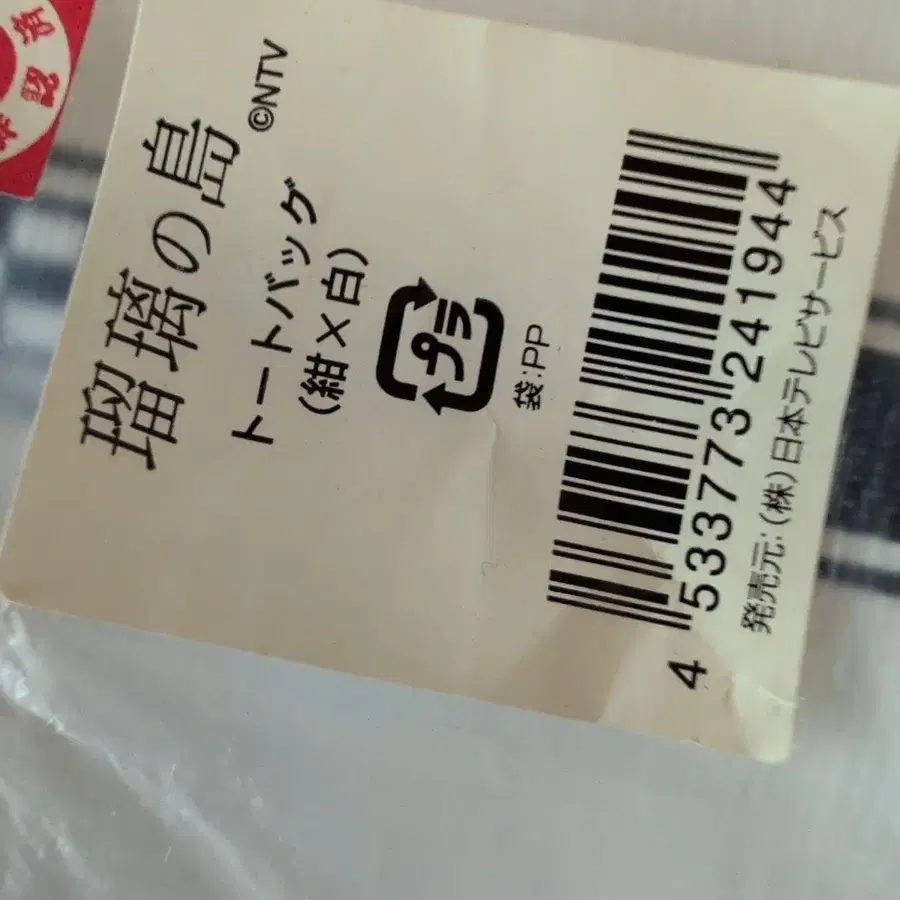 瑠璃の島
©NTV
トートバッグ
(紺×白)
プラ
袋:PP
4 533773 241944
発売元:(株)日本テレビサービス